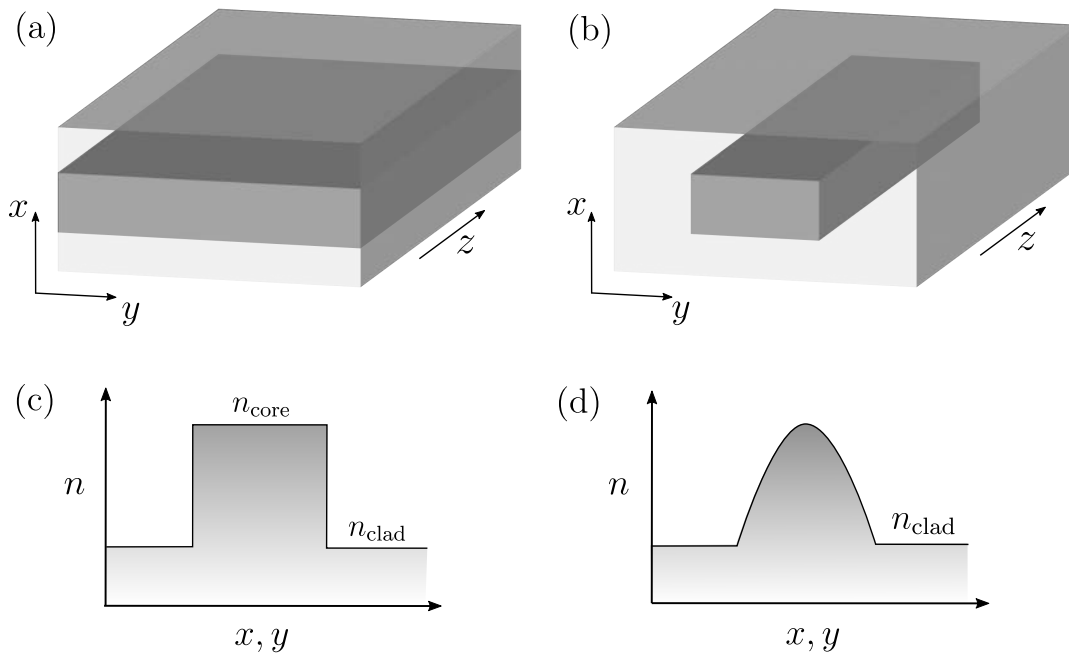 (a)
x
z
y
(b)
x
z
y
(c)
n_core
n
n_clad
x, y
(d)
n
n_clad
x, y